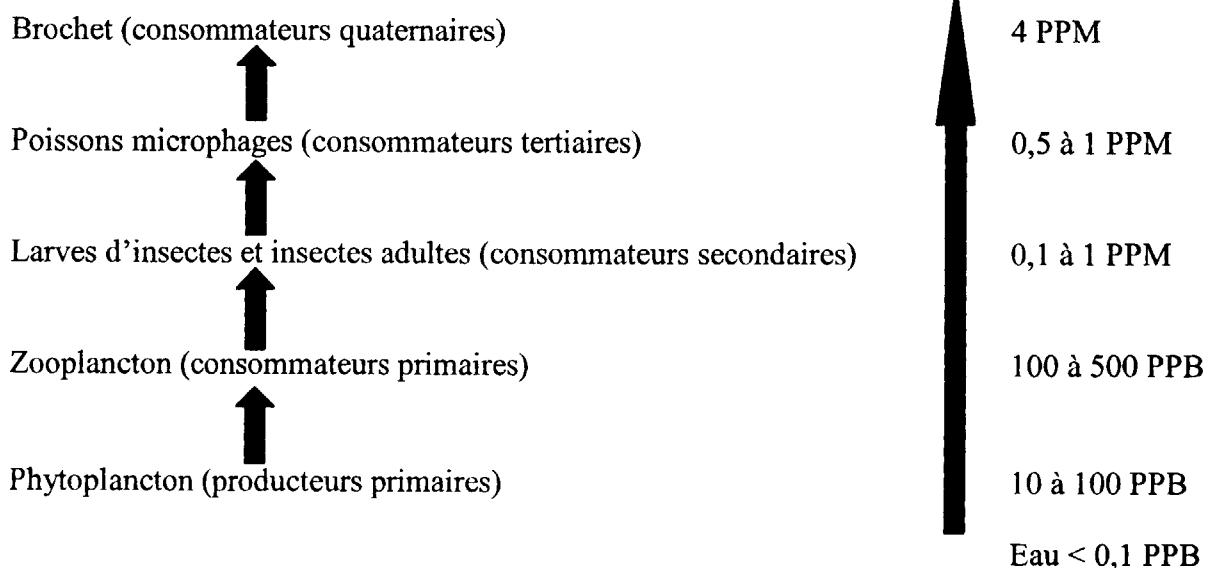 Brochet (consommateurs quaternaires) 4 PPM
Poissons microphages (consommateurs tertiaires) 0,5 à 1 PPM
Larves d'insectes et insectes adultes (consommateurs secondaires) 0,1 à 1 PPM
Zooplancton (consommateurs primaires) 100 à 500 PPB
Phytoplancton (producteurs primaires) 10 à 100 PPB
Eau < 0,1 PPB